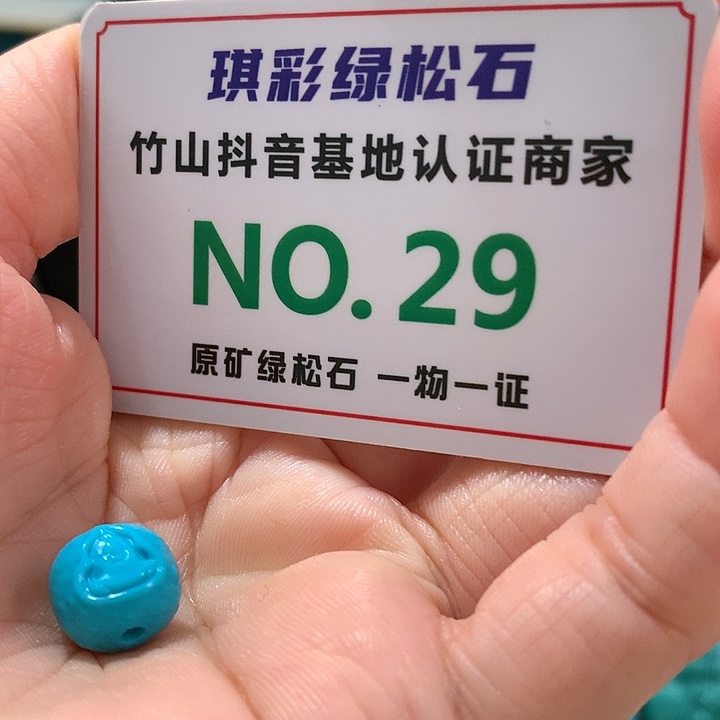 琪彩绿松石
竹山抖音基地认证商家
NO. 29
原矿绿松石 一物一证